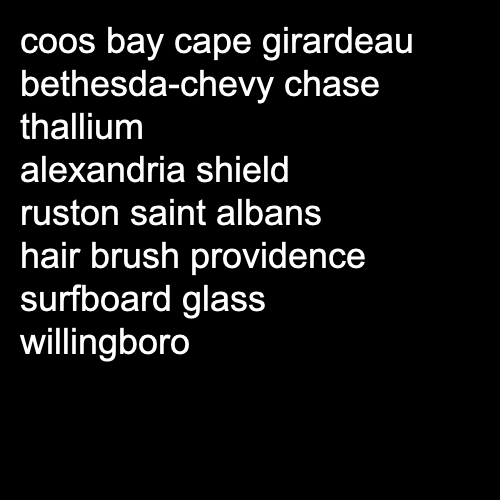 coos bay cape girardeau
bethesda-chevy chase
thallium
alexandria shield
ruston saint albans
hair brush providence
surfboard glass
willingboro